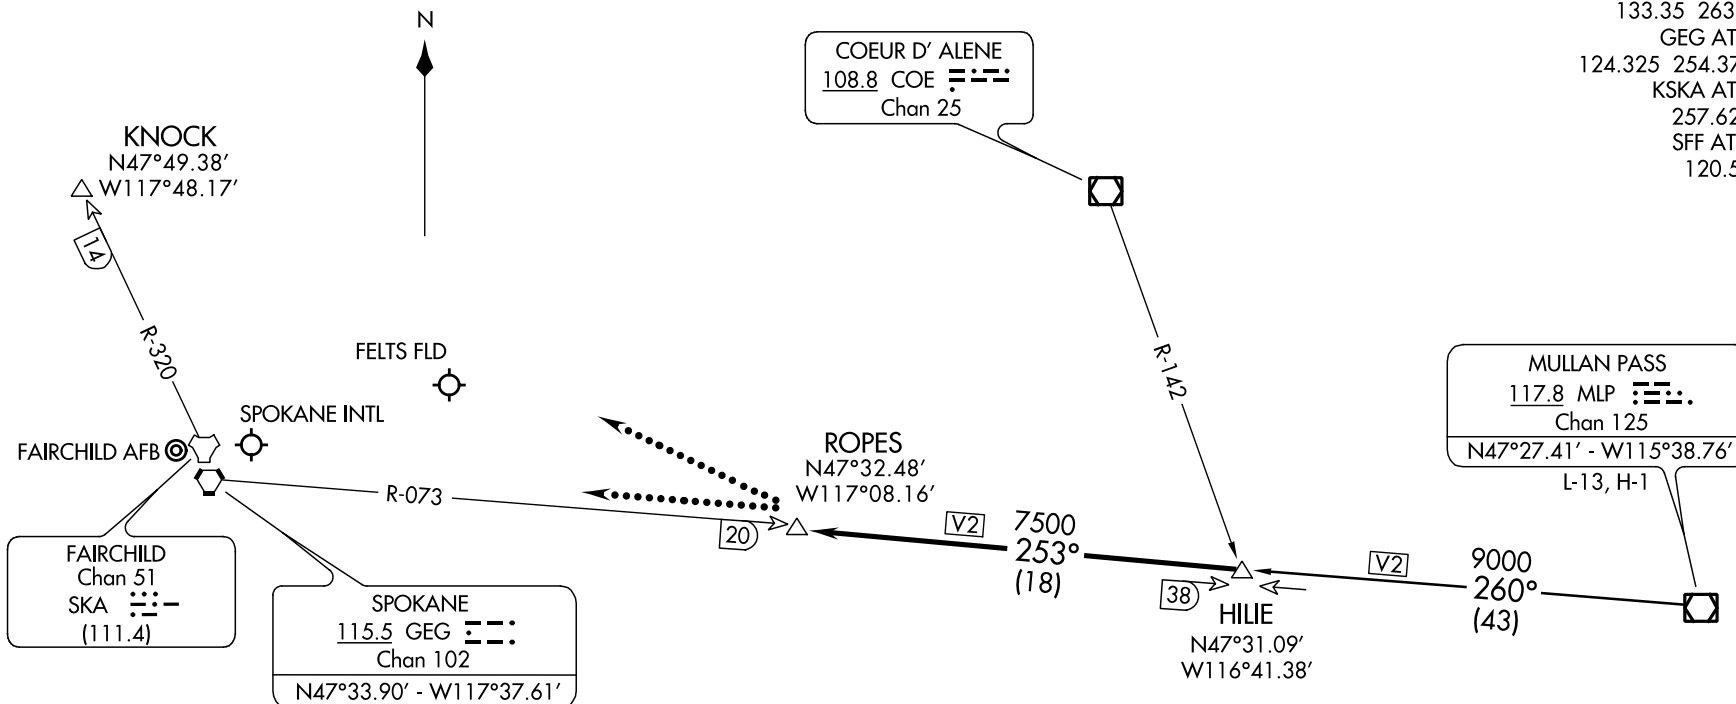 N
133.35 263
GEG AT
124.325 254.37
KSKA AT
257.62
SFF AT
120.5
COEUR D' ALENE
108.8 COE
Chan 25
KNOCK
N47°49.38'
W117°48.17'
14
R-320
FELTS FLD
SPOKANE INTL
FAIRCHILD AFB
R-142
ROPES
N47°32.48'
W117°08.16'
R-073
20
V2
7500
253°
(18)
MULLAN PASS
117.8 MLP
Chan 125
N47°27.41' - W115°38.76'
L-13, H-1
V2
9000
260°
(43)
38
HILIE
N47°31.09'
W116°41.38'
FAIRCHILD
Chan 51
SKA
(111.4)
SPOKANE
115.5 GEG
Chan 102
N47°33.90' - W117°37.61'